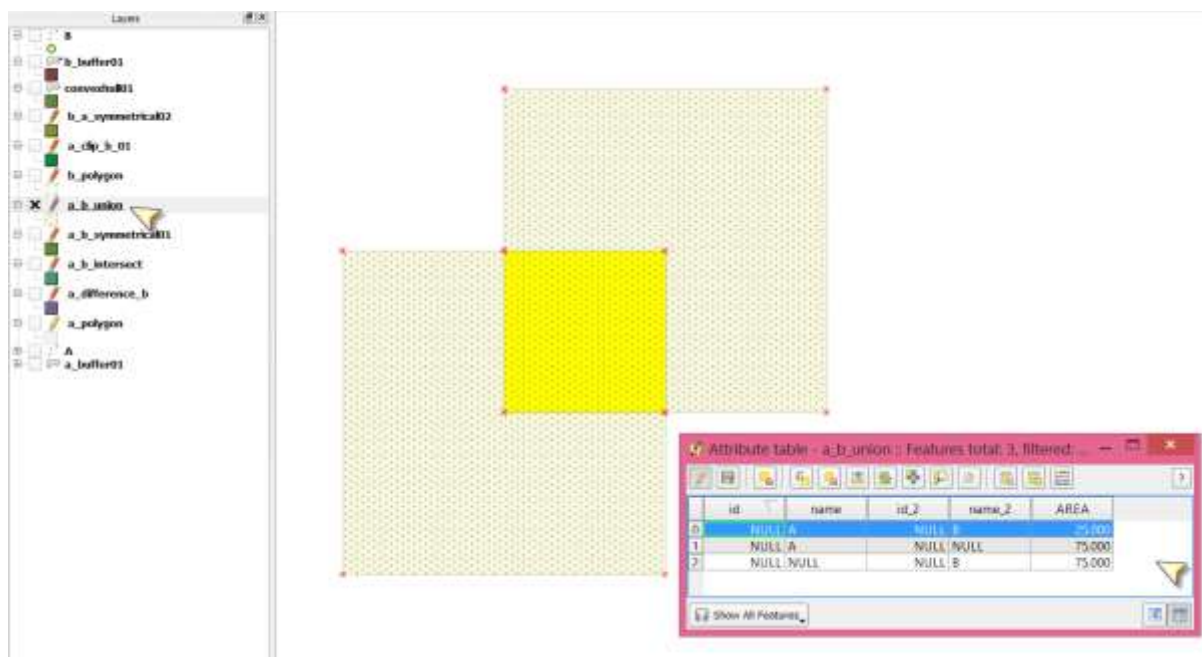 Layers
B
b_buffer01
convexhull01
b_a_symmetrical02
a_clip_b_01
b_polygon
a_b_union
a_b_symmetrical01
a_b_intersect
a_difference_b
a_polygon
A
a_buffer01
Attribute table - a_b_union :: Features total: 3, filtered: ...
?
id name id_2 name_2 AREA
0 NULL A NULL B 25.000
1 NULL A NULL NULL 75.000
2 NULL NULL NULL B 75.000
Show All Features